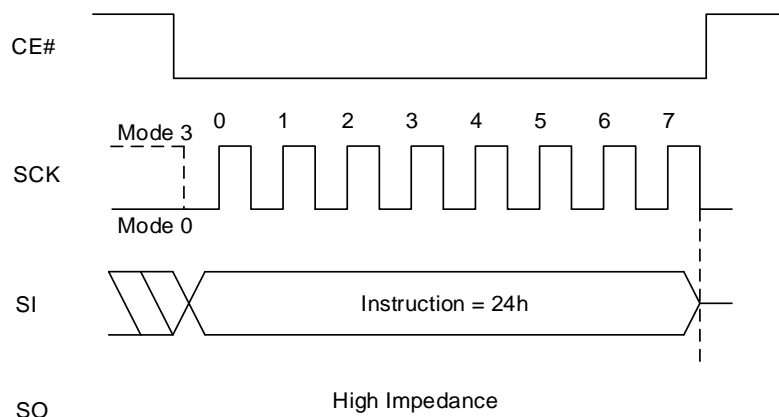 CE#
Mode 3
0 1 2 3 4 5 6 7
SCK
Mode 0
SI
Instruction = 24h
SO
High Impedance